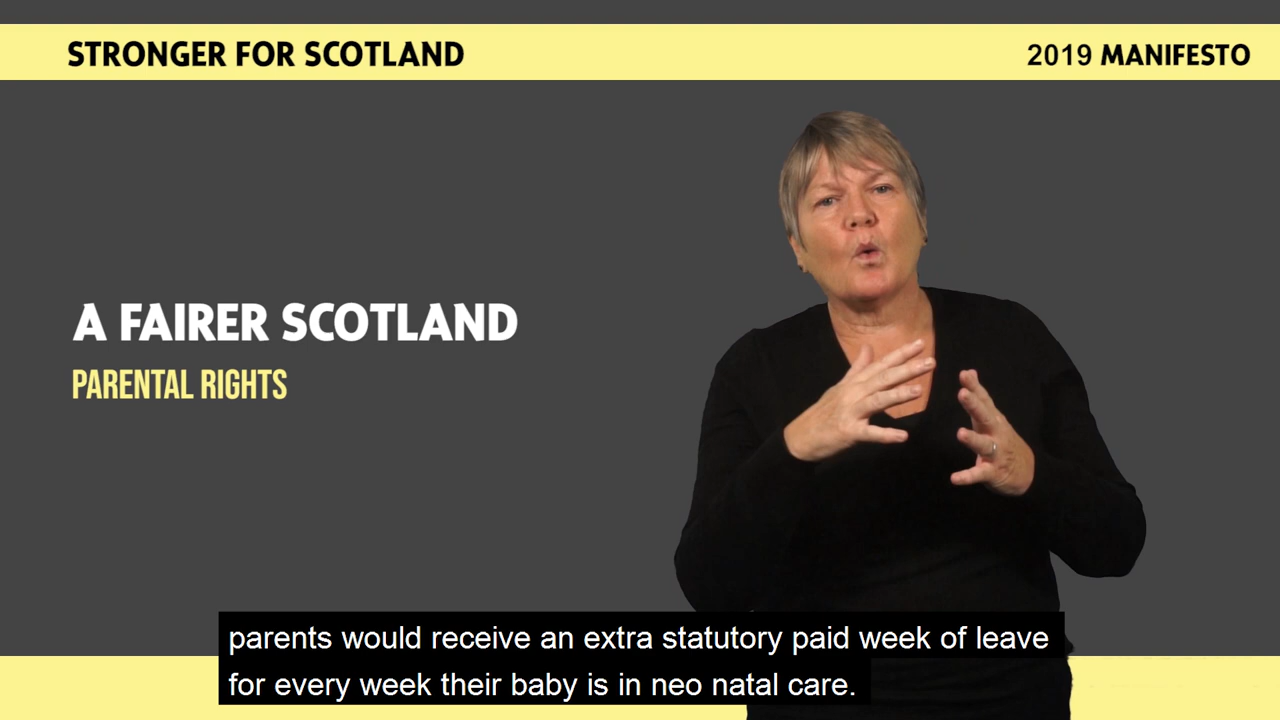 STRONGER FOR SCOTLAND
2019 MANIFESTO
A FAIRER SCOTLAND
PARENTAL RIGHTS
parents would receive an extra statutory paid week of leave
for every week their baby is in neo natal care.